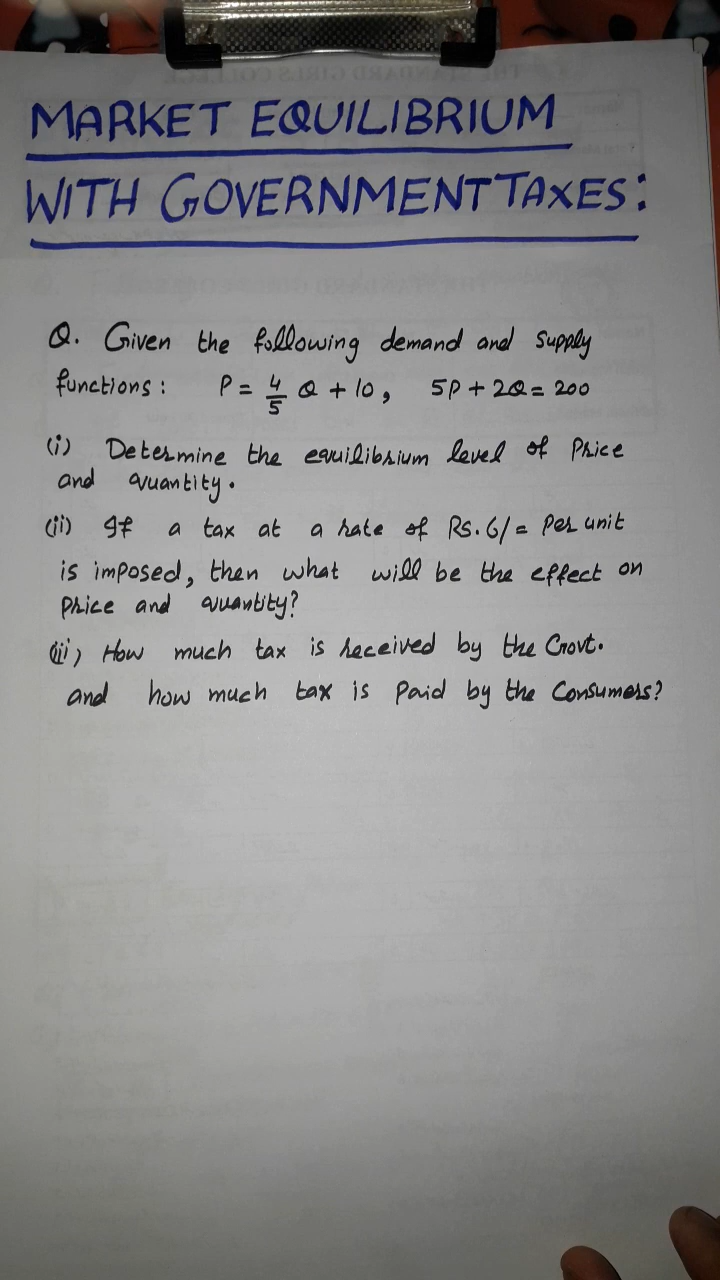 MARKET EQUILIBRIUM
WITH GOVERNMENT TAXES:
Q. Given the following demand and supply
functions: P = 4/5 Q + 10, 5P + 2Q = 200
(i) Determine the equilibrium level of Price
and quantity.
(ii) If a tax at a rate of Rs. 6/= Per unit
is imposed, then what will be the effect on
Price and quantity?
(iii) How much tax is received by the Govt.
and how much tax is Paid by the Consumers?